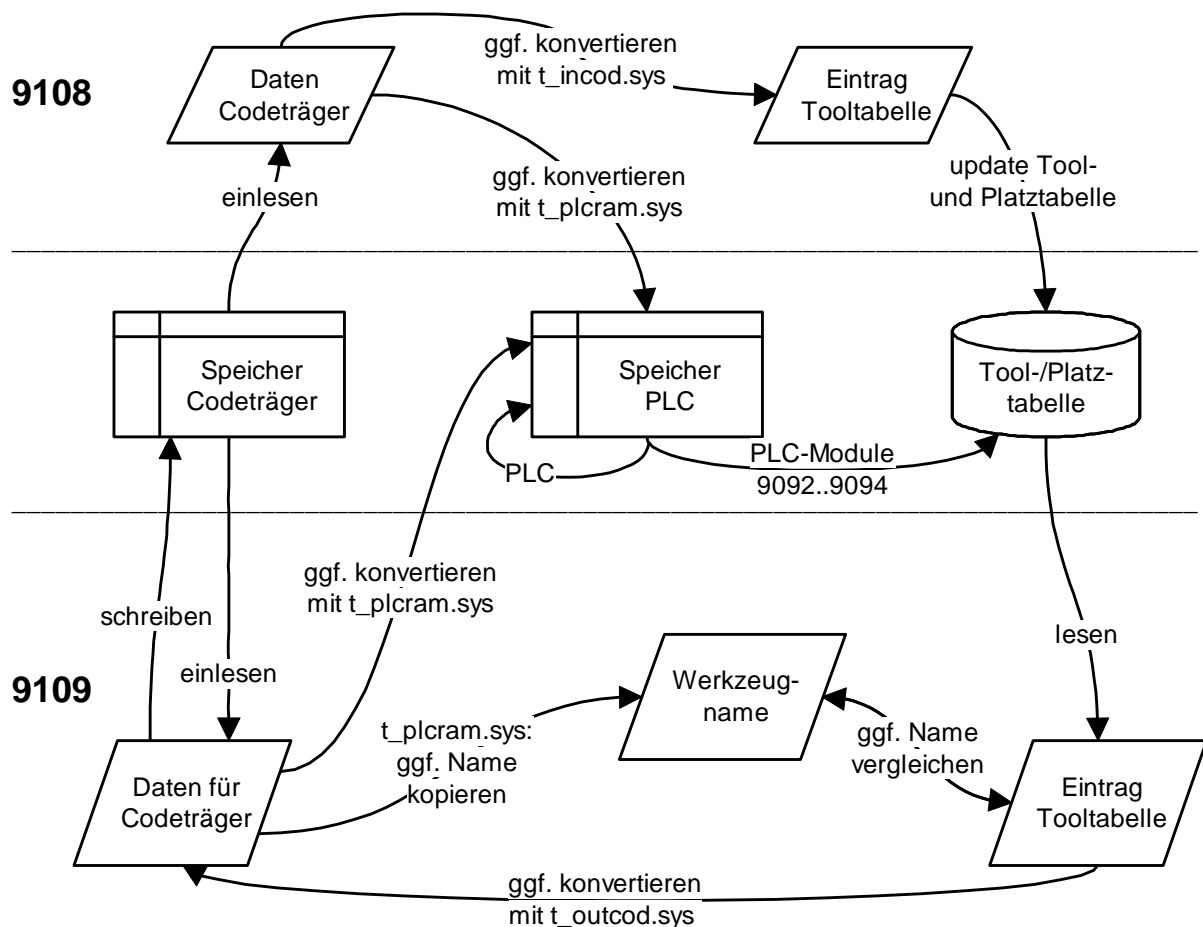 ggf. konvertieren
mit t_incod.sys
9108
Daten
Codeträger
Eintrag
Tooltabelle
einlesen
ggf. konvertieren
mit t_plcram.sys
update Tool-
und Platztabelle
Speicher
Codeträger
Speicher
PLC
Tool-/Platz-
tabelle
PLC
PLC-Module
9092..9094
ggf. konvertieren
mit t_plcram.sys
schreiben
einlesen
lesen
9109
Werkzeug-
name
t_plcram.sys:
ggf. Name
kopieren
ggf. Name
vergleichen
Daten für
Codeträger
Eintrag
Tooltabelle
ggf. konvertieren
mit t_outcod.sys